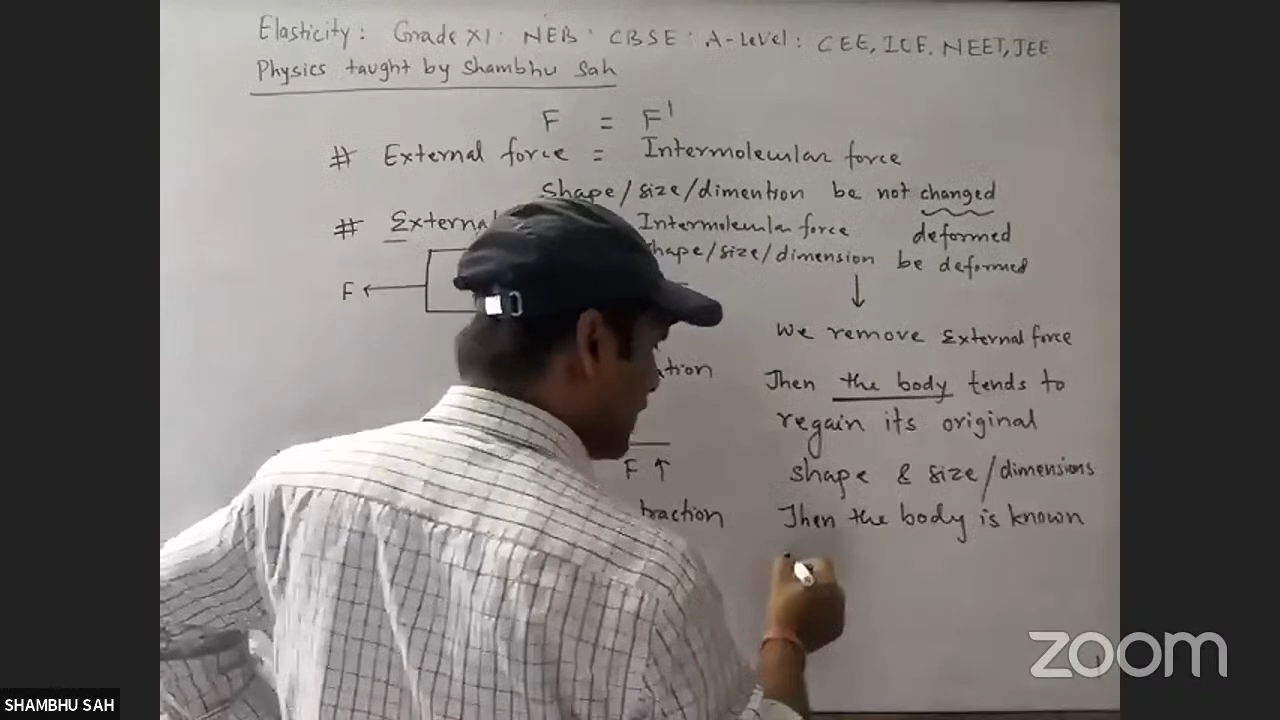 Elasticity: Grade XI: NEB: CBSE: A-Level: CEE, IOE, NEET, JEE
Physics taught by Shambhu Sah
F = F'
# External force = Intermolecular force
Shape/size/dimention be not changed
deformed
# External Intermolecular force
shape/size/dimension be deformed
F
We remove External force
Then the body tends to
regain its original
shape & size/dimensions
F
Then the body is known
zoom
SHAMBHU SAH